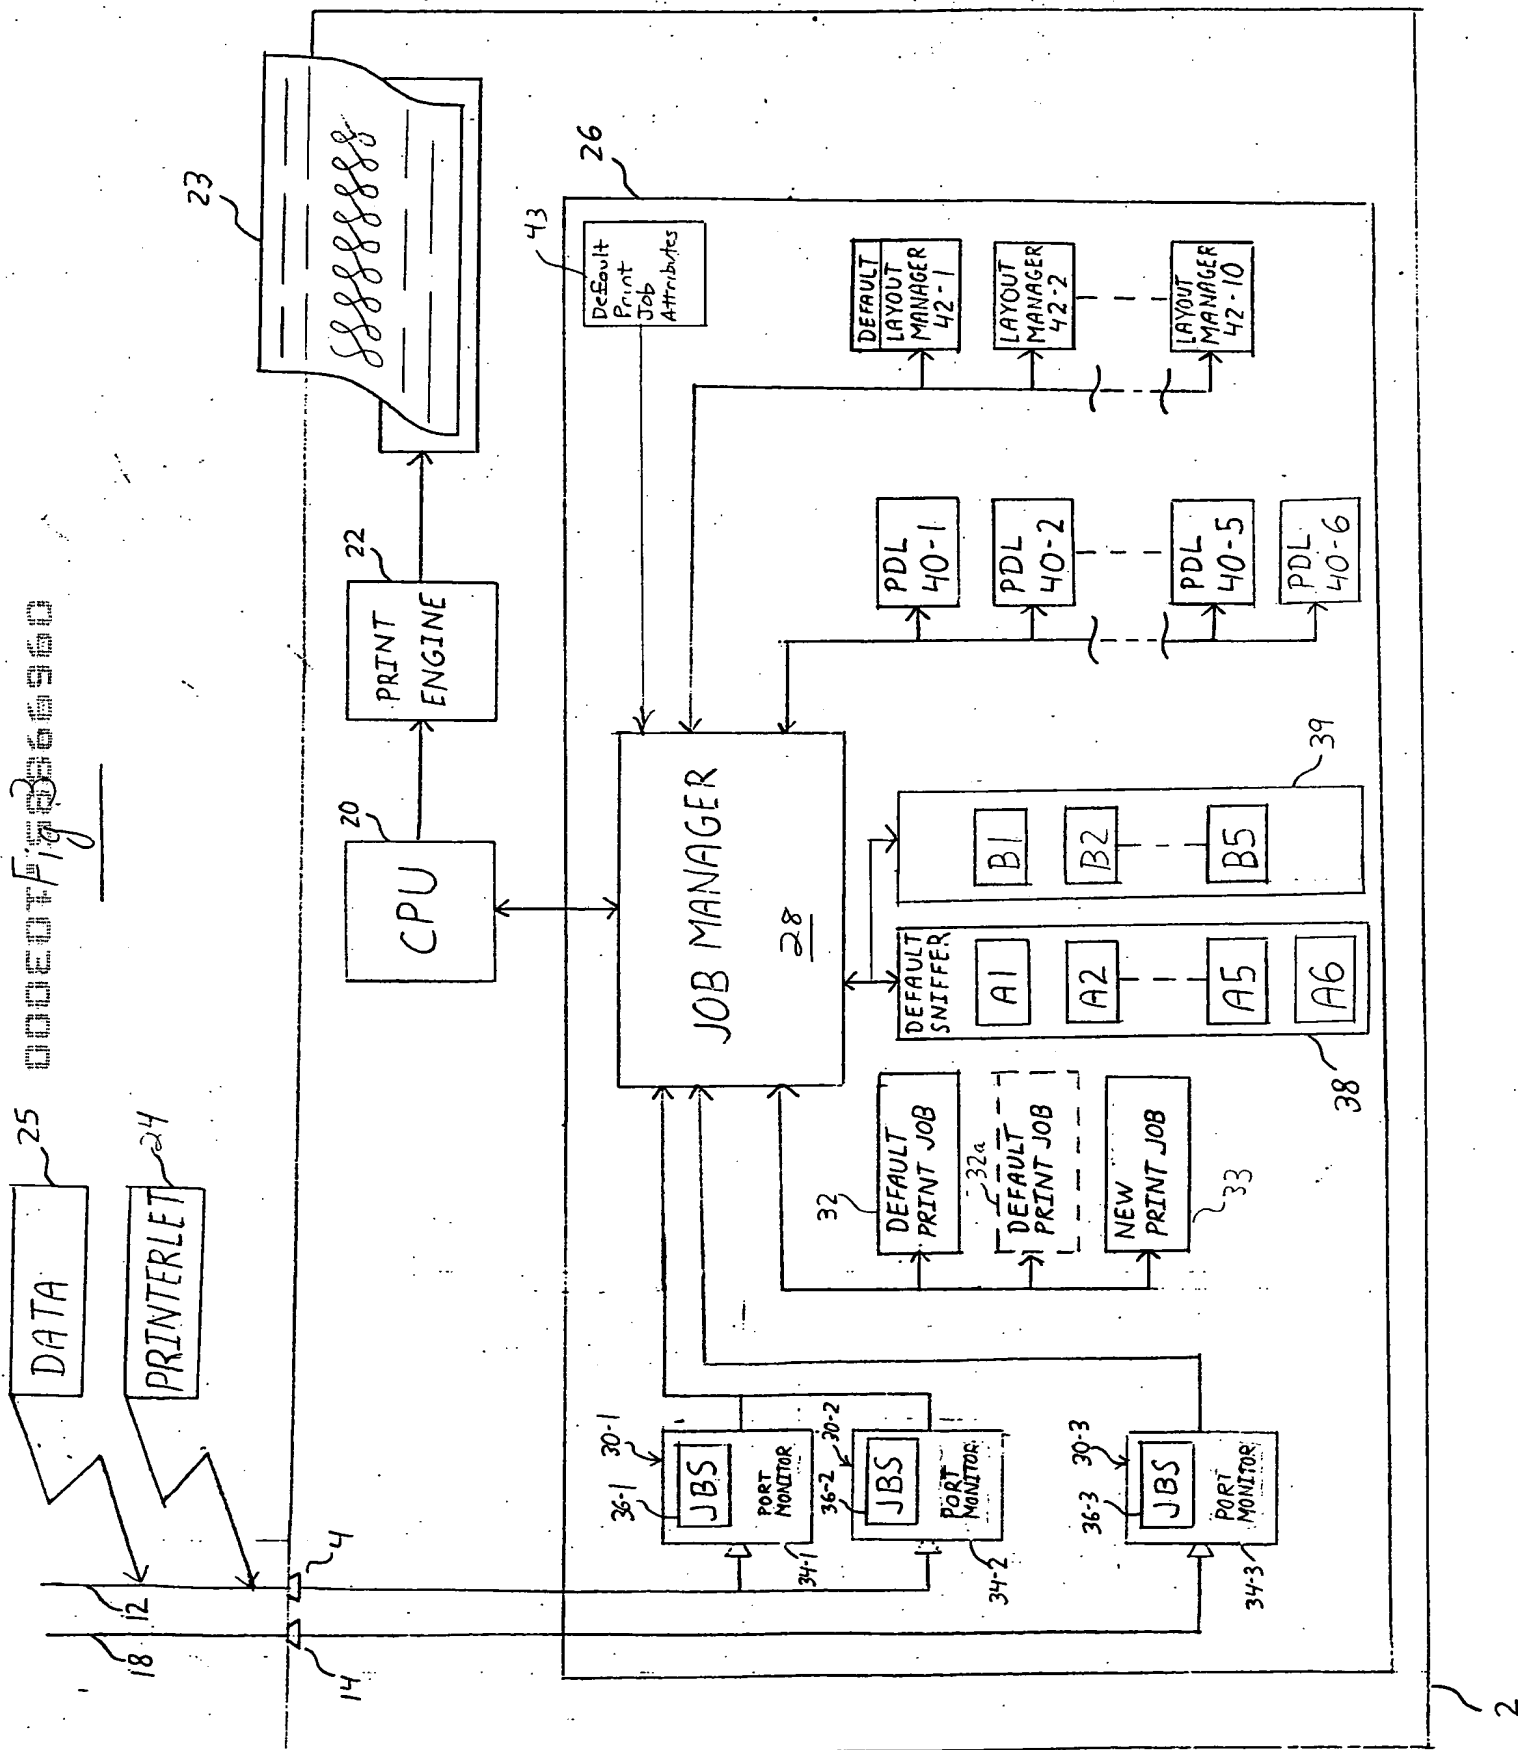 Fig 3
DATA
25
PRINTERLET
24
12
18
4
14
CPU
20
PRINT
ENGINE
22
23
26
Default
Print
Job
Attributes
43
JOB MANAGER
28
JBS
PORT
MONITOR
30-1
36-1
34-1
JBS
PORT
MONITOR
30-2
36-2
34-2
JBS
PORT
MONITOR
30-3
36-3
34-3
DEFAULT
PRINT JOB
32
DEFAULT
PRINT JOB
32a
NEW
PRINT JOB
33
DEFAULT
SNIFFER
A1
A2
A5
A6
38
B1
B2
B5
39
PDL
40-1
PDL
40-2
PDL
40-5
PDL
40-6
DEFAULT
LAYOUT
MANAGER
42-1
LAYOUT
MANAGER
42-2
LAYOUT
MANAGER
42-10
2